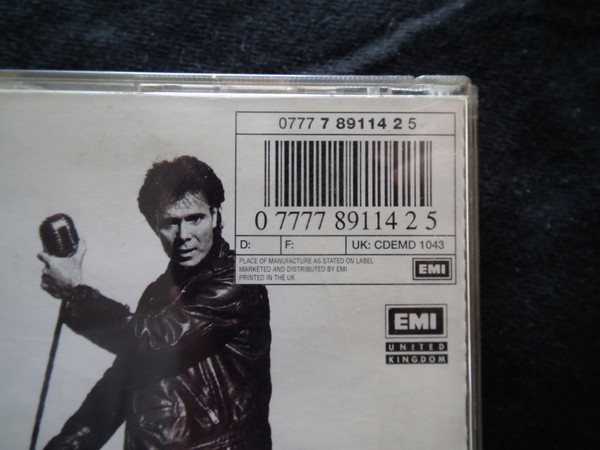 0777 7 89114 2 5
0 7777 89114 2 5
D: F: UK: CDEMD 1043
PLACE OF MANUFACTURE AS STATED ON LABEL
MARKETED AND DISTRIBUTED BY EMI
PRINTED IN THE UK
EMI
EMI
UNITED
KINGDOM